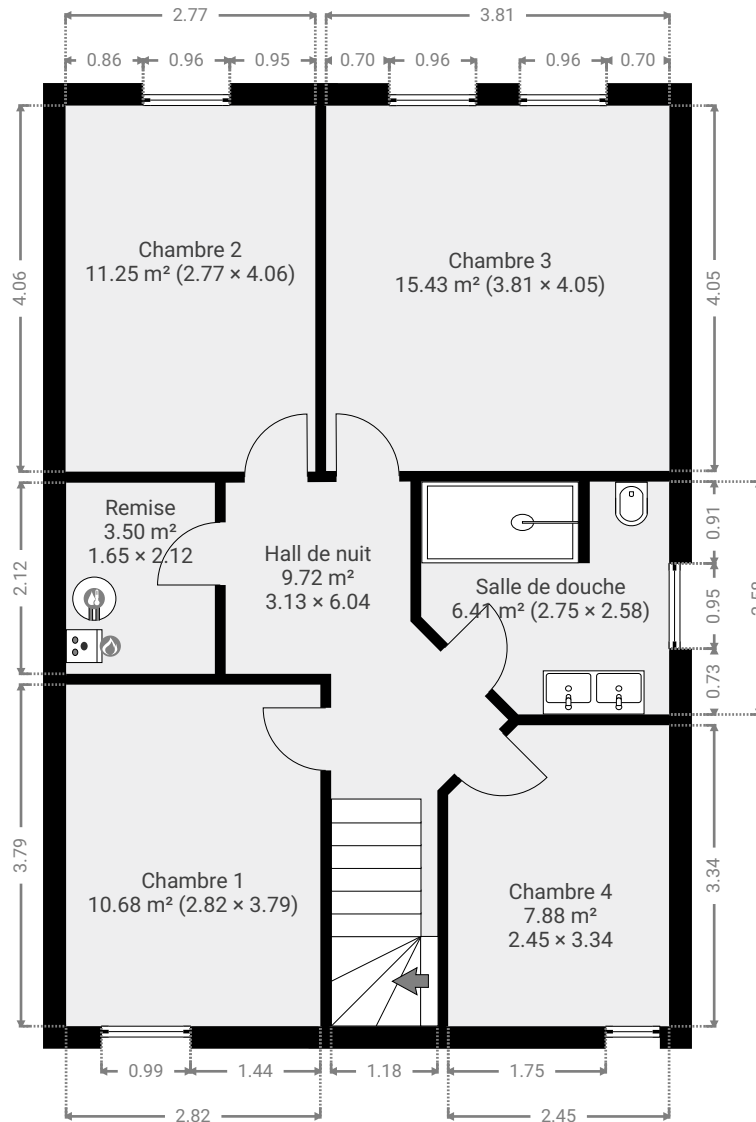 2.77
3.81
0.86
0.96
0.95
0.70
0.96
0.96
0.70
Chambre 2
11.25 m² (2.77 × 4.06)
Chambre 3
15.43 m² (3.81 × 4.05)
4.06
4.05
Remise
3.50 m²
1.65 × 2.12
2.12
Hall de nuit
9.72 m²
3.13 × 6.04
Salle de douche
6.41 m² (2.75 × 2.58)
0.91
0.95
0.73
Chambre 1
10.68 m² (2.82 × 3.79)
3.79
Chambre 4
7.88 m²
2.45 × 3.34
3.34
0.99
1.44
1.18
1.75
2.82
2.45